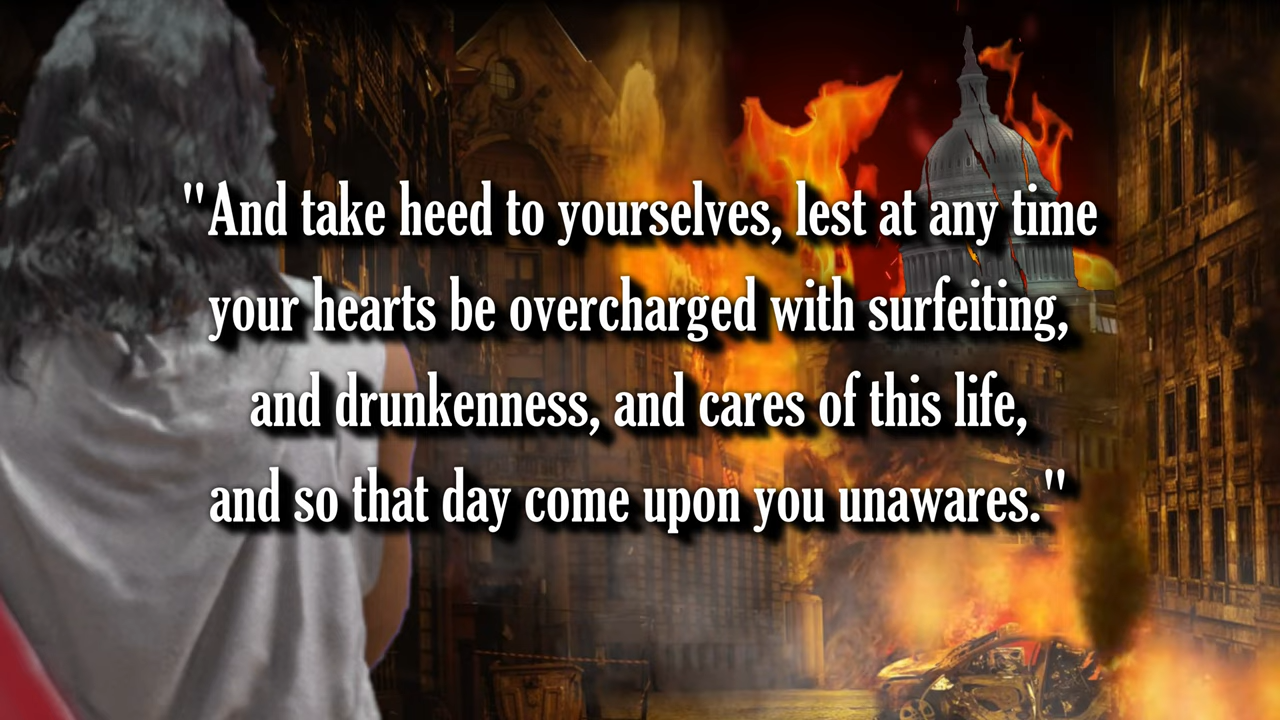 "And take heed to yourselves, lest at any time
your hearts be overcharged with surfeiting,
and drunkenness, and cares of this life,
and so that day come upon you unawares."